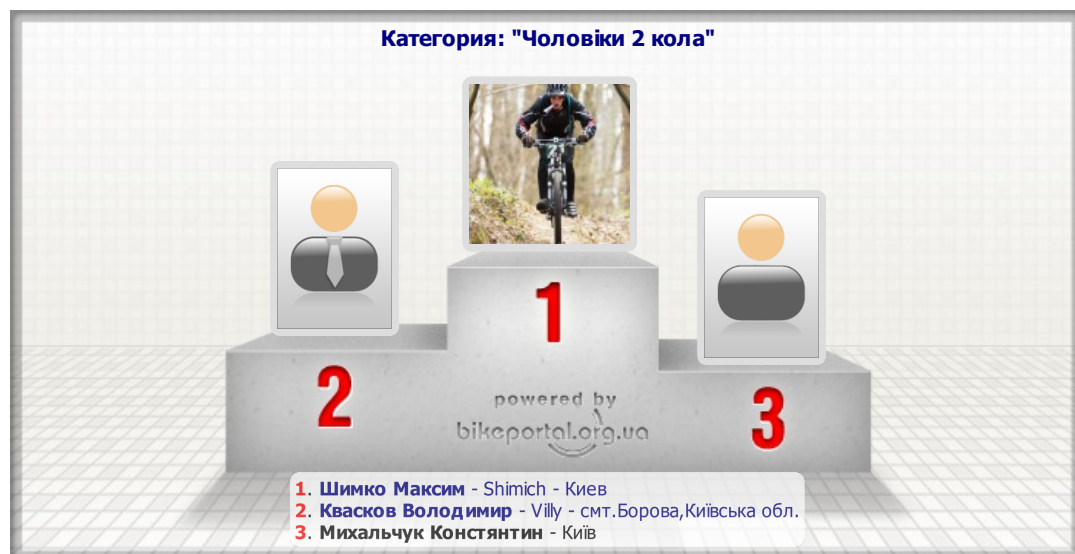 Категория: "Чоловіки 2 кола"
1
2
3
powered by
bikeportal.org.ua
1. Шимко Максим - Shimich - Киев
2. Квасков Володимир - Villy - смт.Борова,Київська обл.
3. Михальчук Констянтин - Київ